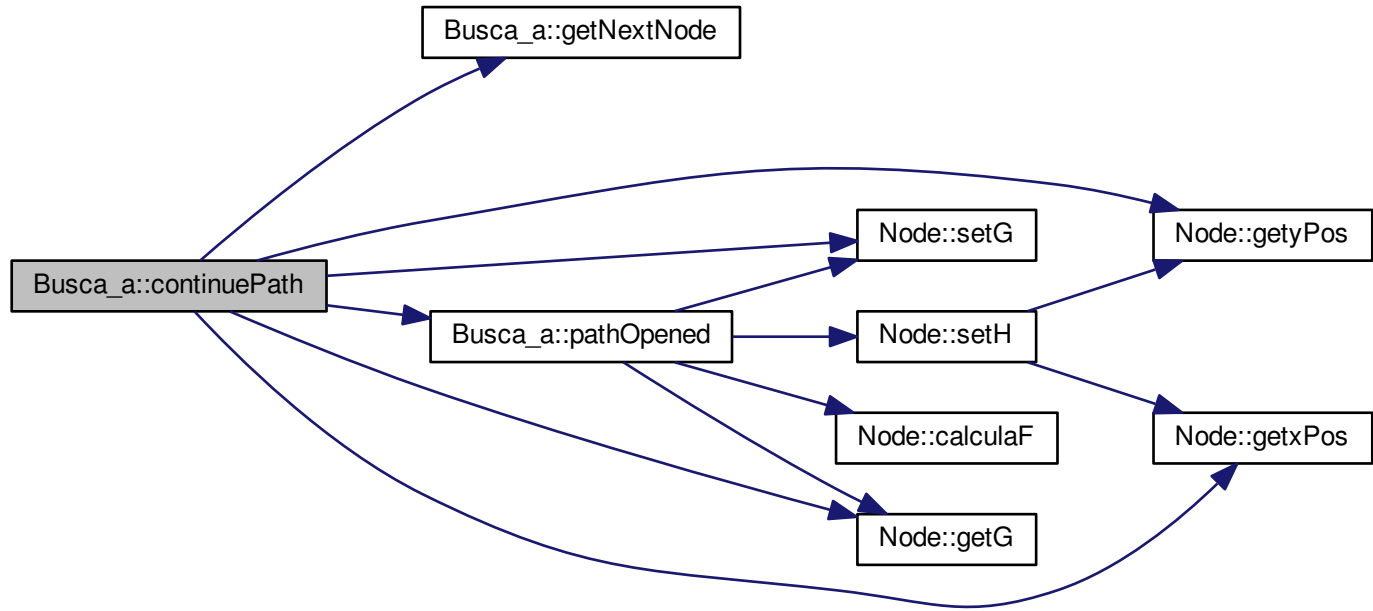 Busca_a::getNextNode
Node::setG
Node::getyPos
Busca_a::continuePath
Busca_a::pathOpened
Node::setH
Node::calculaF
Node::getxPos
Node::getG